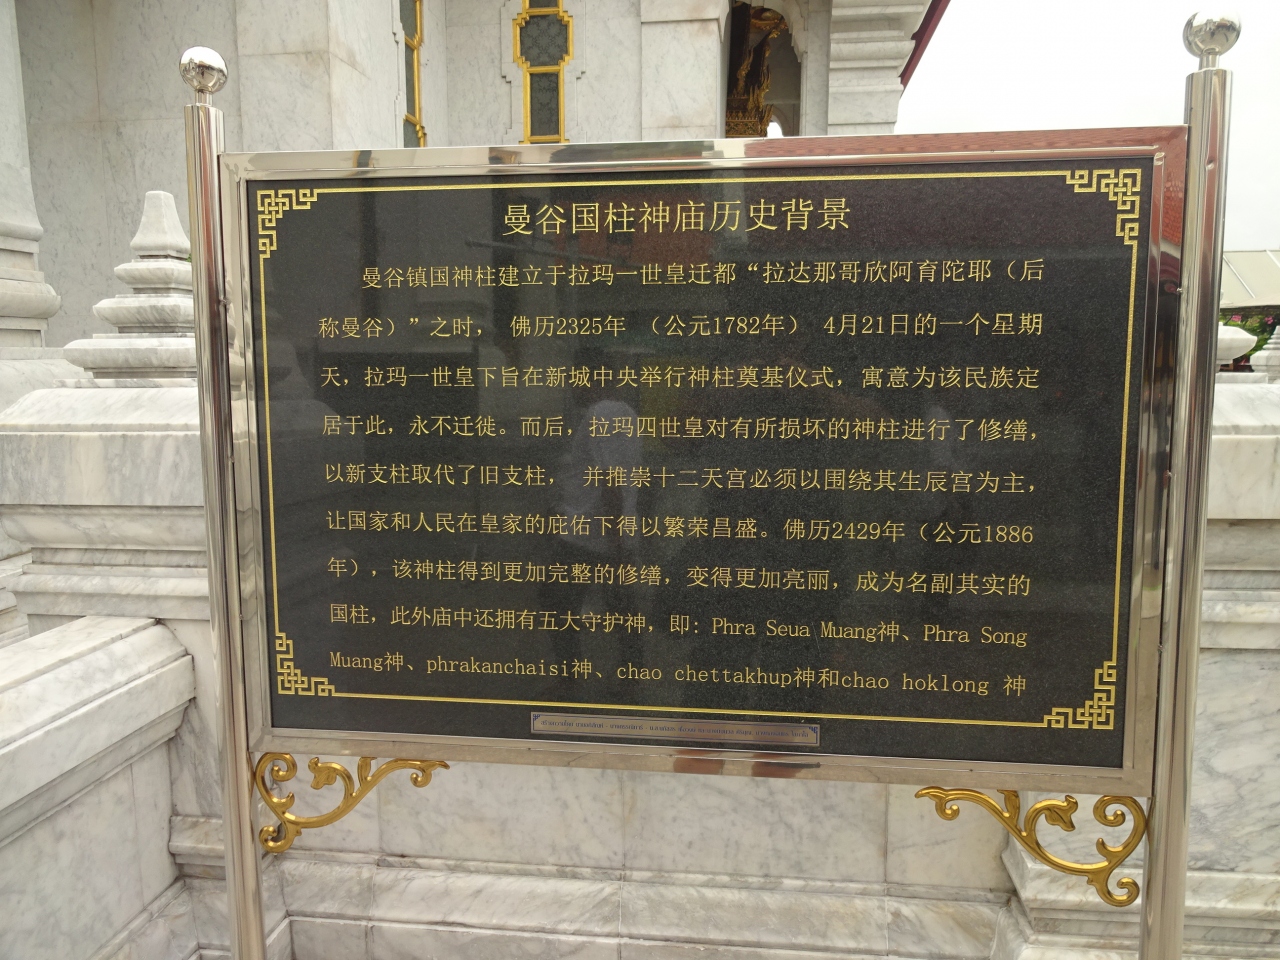 曼谷国柱神庙历史背景
曼谷镇国神柱建立于拉玛一世皇迁都“拉达那哥欣阿育陀耶（后
称曼谷）”之时， 佛历2325年 （公元1782年） 4月21日的一个星期
天，拉玛一世皇下旨在新城中央举行神柱奠基仪式，寓意为该民族定
居于此，永不迁徙。而后，拉玛四世皇对有所损坏的神柱进行了修缮，
以新支柱取代了旧支柱， 并推崇十二天宫必须以围绕其生辰宫为主，
让国家和人民在皇家的庇佑下得以繁荣昌盛。佛历2429年（公元1886
年），该神柱得到更加完整的修缮，变得更加亮丽，成为名副其实的
国柱，此外庙中还拥有五大守护神，即: Phra Seua Muang神、Phra Song
Muang神、phrakanchaisi神、chao chettakhup神和chao hoklong 神